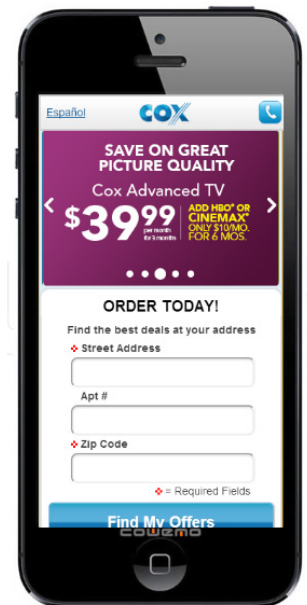 Español
COX
SAVE ON GREAT
PICTURE QUALITY
Cox Advanced TV
$39.99
per month
for 3 months
ADD HBO® OR
CINEMAX®
ONLY $10/MO.
FOR 6 MOS.
ORDER TODAY!
Find the best deals at your address
Street Address
Apt #
Zip Code
= Required Fields
Find My Offers
COWEMO